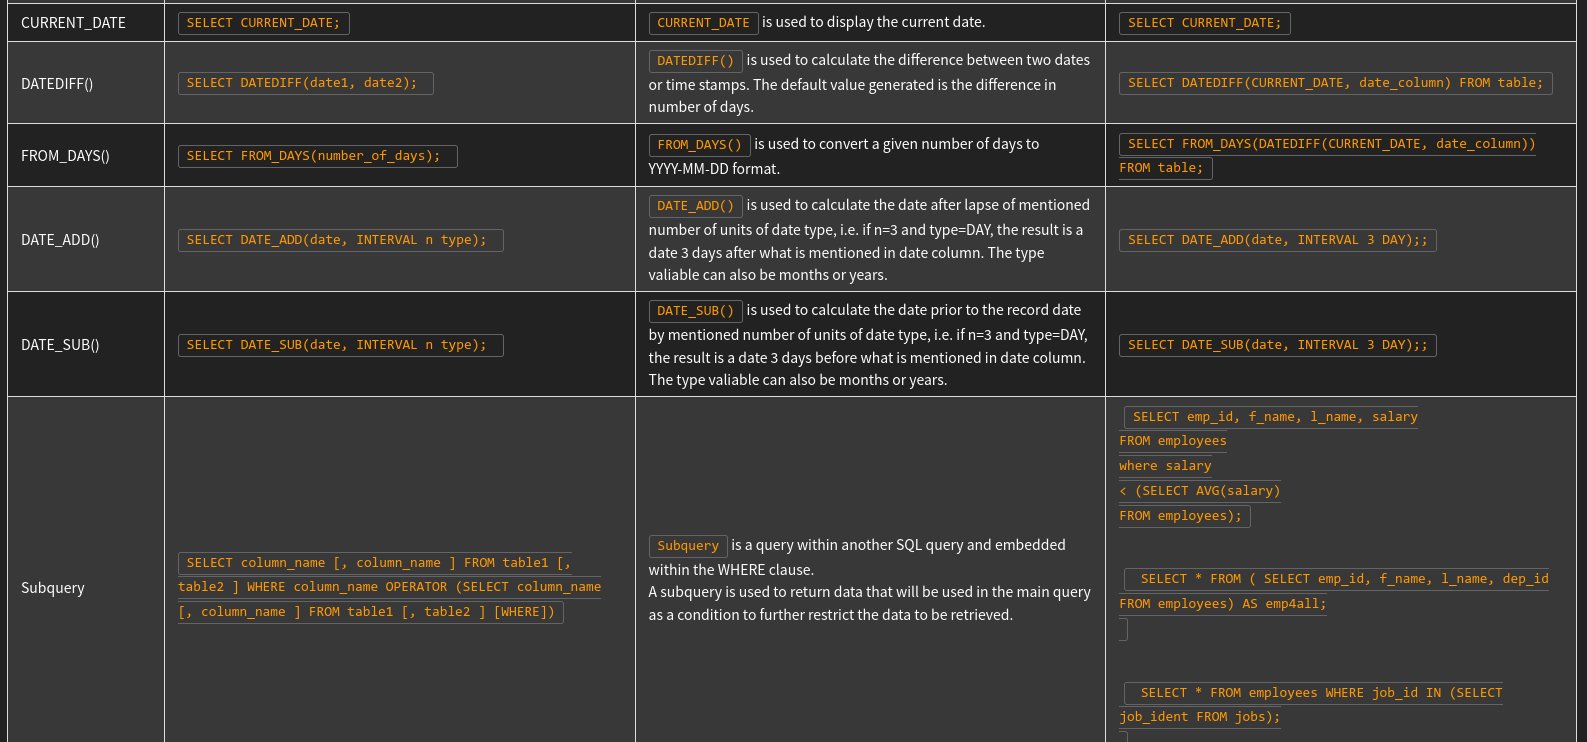 CURRENT_DATE
SELECT CURRENT_DATE;
CURRENT_DATE is used to display the current date.
SELECT CURRENT_DATE;
DATEDIFF()
SELECT DATEDIFF(date1, date2);
DATEDIFF() is used to calculate the difference between two dates
or time stamps. The default value generated is the difference in
number of days.
SELECT DATEDIFF(CURRENT_DATE, date_column) FROM table;
FROM_DAYS()
SELECT FROM_DAYS(number_of_days);
FROM_DAYS() is used to convert a given number of days to
YYYY-MM-DD format.
SELECT FROM_DAYS(DATEDIFF(CURRENT_DATE, date_column))
FROM table;
DATE_ADD()
SELECT DATE_ADD(date, INTERVAL n type);
DATE_ADD() is used to calculate the date after lapse of mentioned
number of units of date type, i.e. if n=3 and type=DAY, the result is a
date 3 days after what is mentioned in date column. The type
valiable can also be months or years.
SELECT DATE_ADD(date, INTERVAL 3 DAY);;
DATE_SUB()
SELECT DATE_SUB(date, INTERVAL n type);
DATE_SUB() is used to calculate the date prior to the record date
by mentioned number of units of date type, i.e. if n=3 and type=DAY,
the result is a date 3 days before what is mentioned in date column.
The type valiable can also be months or years.
SELECT DATE_SUB(date, INTERVAL 3 DAY);;
Subquery
SELECT column_name [, column_name ] FROM table1 [,
table2 ] WHERE column_name OPERATOR (SELECT column_name
[, column_name ] FROM table1 [, table2 ] [WHERE])
Subquery is a query within another SQL query and embedded
within the WHERE clause.
A subquery is used to return data that will be used in the main query
as a condition to further restrict the data to be retrieved.
SELECT emp_id, f_name, l_name, salary
FROM employees
where salary
< (SELECT AVG(salary)
FROM employees);
SELECT * FROM ( SELECT emp_id, f_name, l_name, dep_id
FROM employees) AS emp4all;
SELECT * FROM employees WHERE job_id IN (SELECT
job_ident FROM jobs);